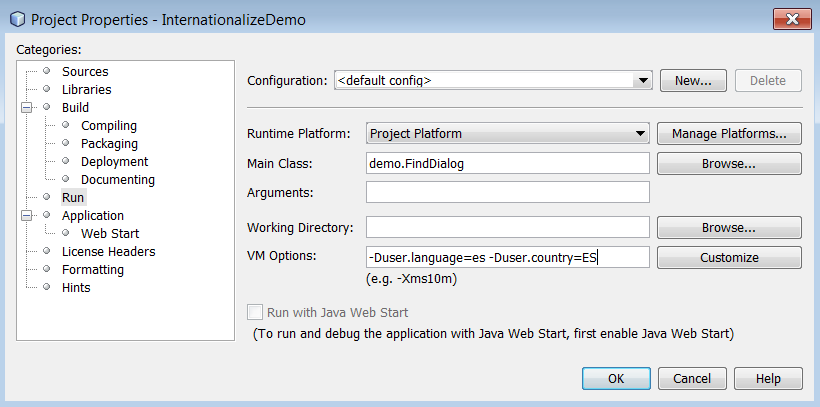 Project Properties - InternationalizeDemo
Categories:
Sources
Libraries
Build
Compiling
Packaging
Deployment
Documenting
Run
Application
Web Start
License Headers
Formatting
Hints
Configuration: <default config> New... Delete
Runtime Platform: Project Platform Manage Platforms...
Main Class: demo.FindDialog Browse...
Arguments:
Working Directory: Browse...
VM Options: -Duser.language=es -Duser.country=ES Customize
(e.g. -Xms10m)
Run with Java Web Start
(To run and debug the application with Java Web Start, first enable Java Web Start)
OK Cancel Help